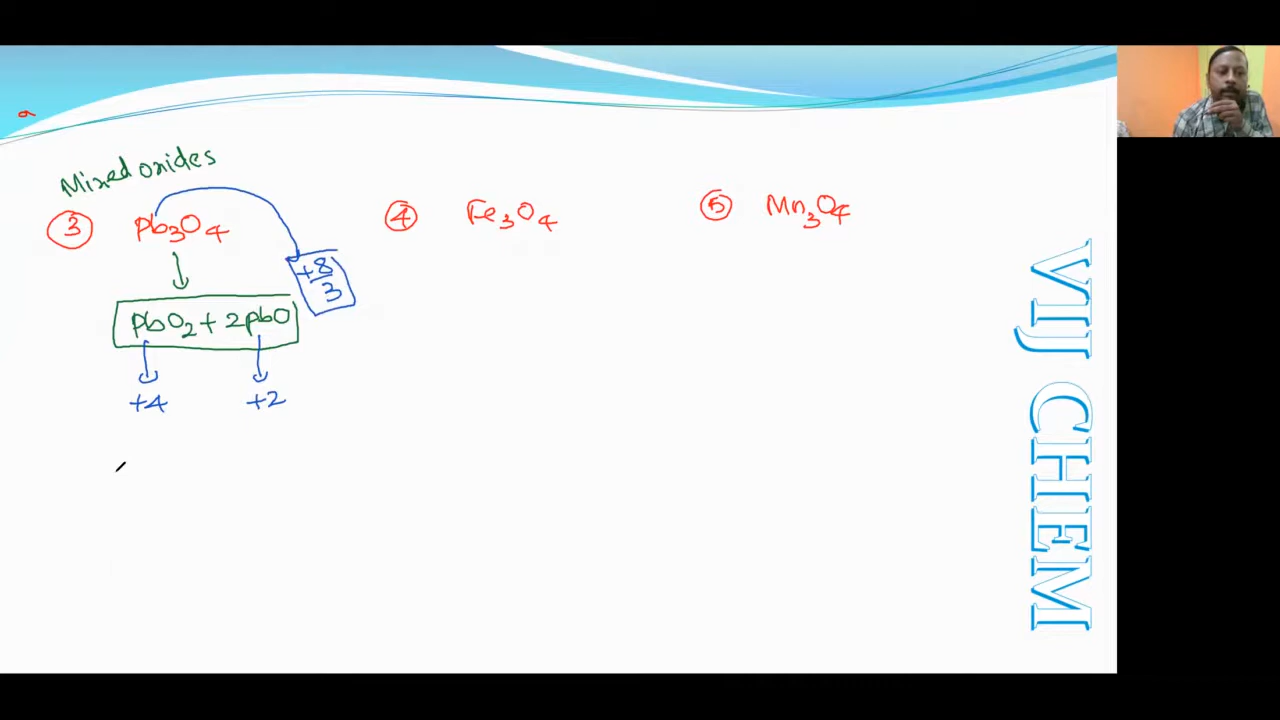 Mixed oxides
③ Pb3O4
+8/3
PbO2 + 2pbO
+4 +2
④ Fe3O4
⑤ Mn3O4
VIJ CHEM